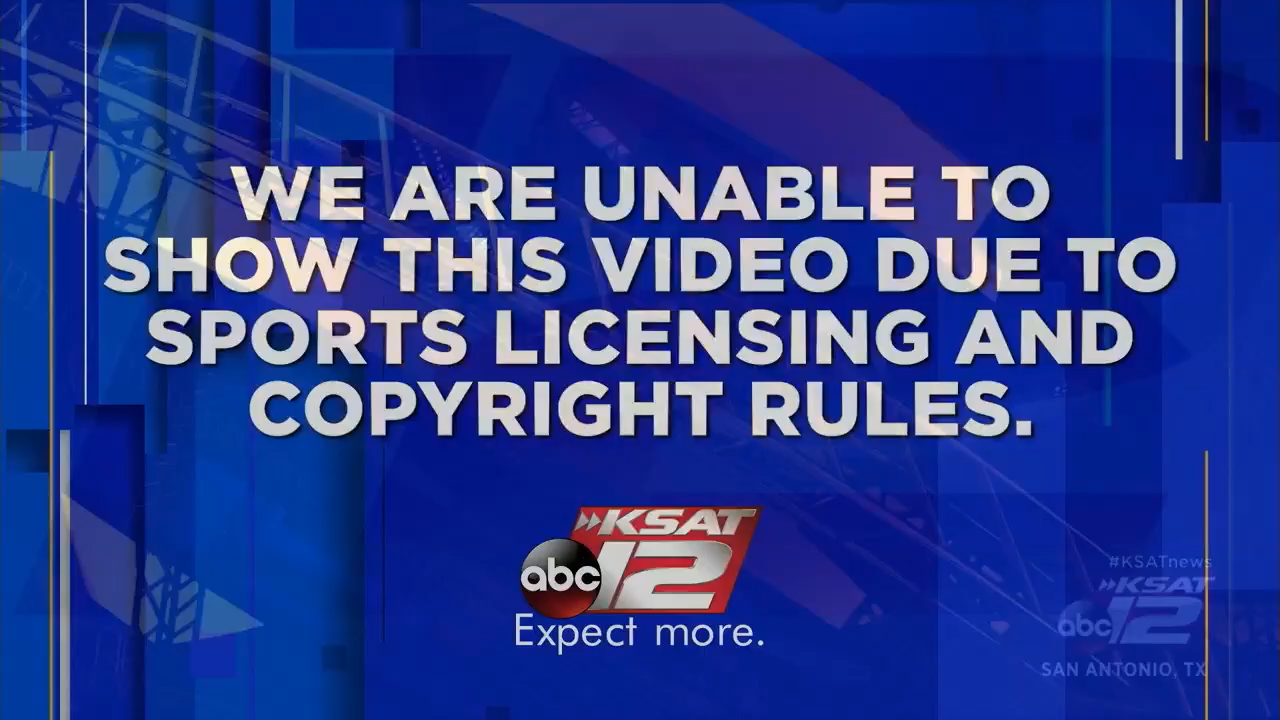 WE ARE UNABLE TO
SHOW THIS VIDEO DUE TO
SPORTS LICENSING AND
COPYRIGHT RULES.
KSAT
abc 12
Expect more.
#KSATnews
KSAT
abc 12
SAN ANTONIO, TX